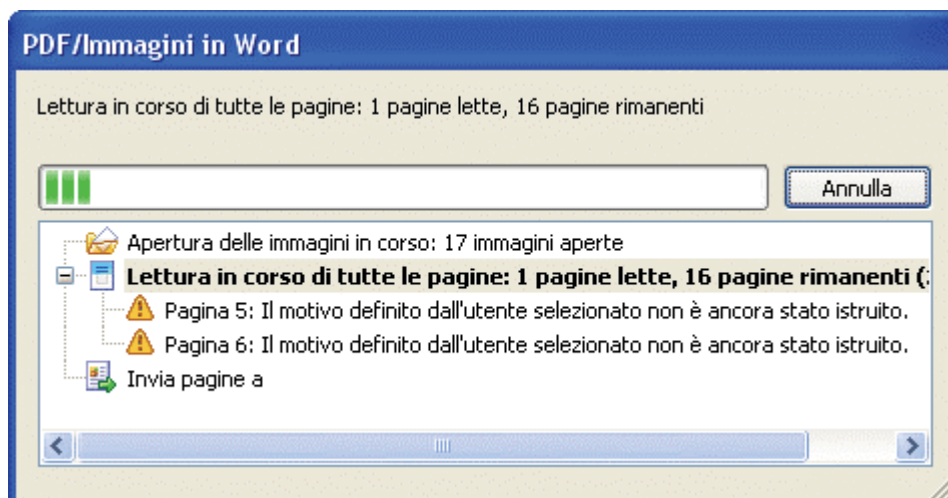 PDF/Immagini in Word
Lettura in corso di tutte le pagine: 1 pagine lette, 16 pagine rimanenti
Annulla
Apertura delle immagini in corso: 17 immagini aperte
Lettura in corso di tutte le pagine: 1 pagine lette, 16 pagine rimanenti (
Pagina 5: Il motivo definito dall'utente selezionato non è ancora stato istruito.
Pagina 6: Il motivo definito dall'utente selezionato non è ancora stato istruito.
Invia pagine a